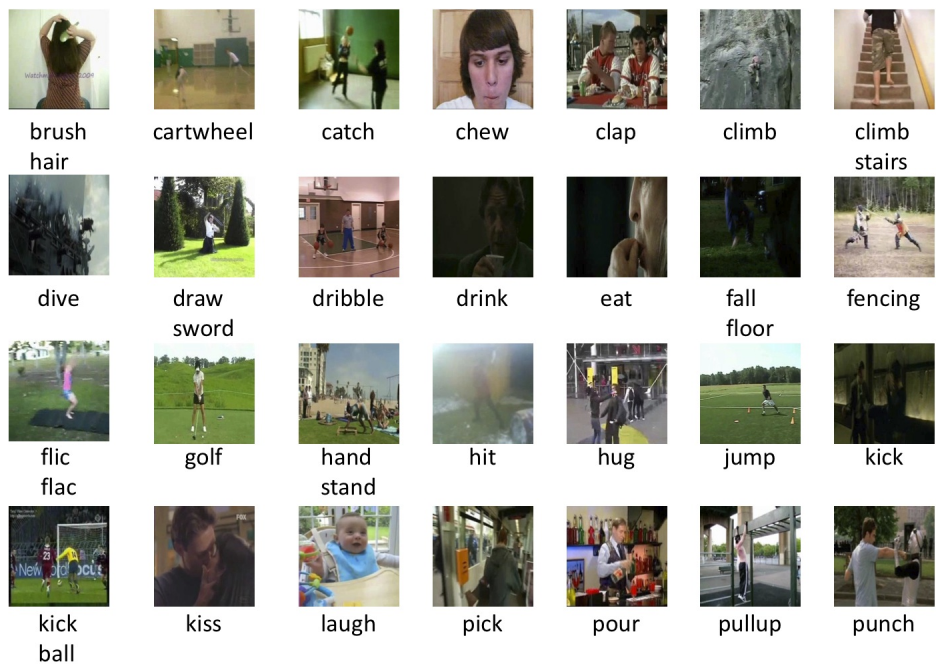 brush cartwheel catch chew clap climb climb
hair stairs
dive draw dribble drink eat fall fencing
sword floor
flic golf hand hit hug jump kick
flac stand
23
kick kiss laugh pick pour pullup punch
ball